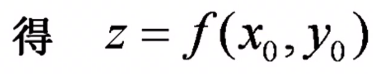 得 z = f(x₀, y₀)